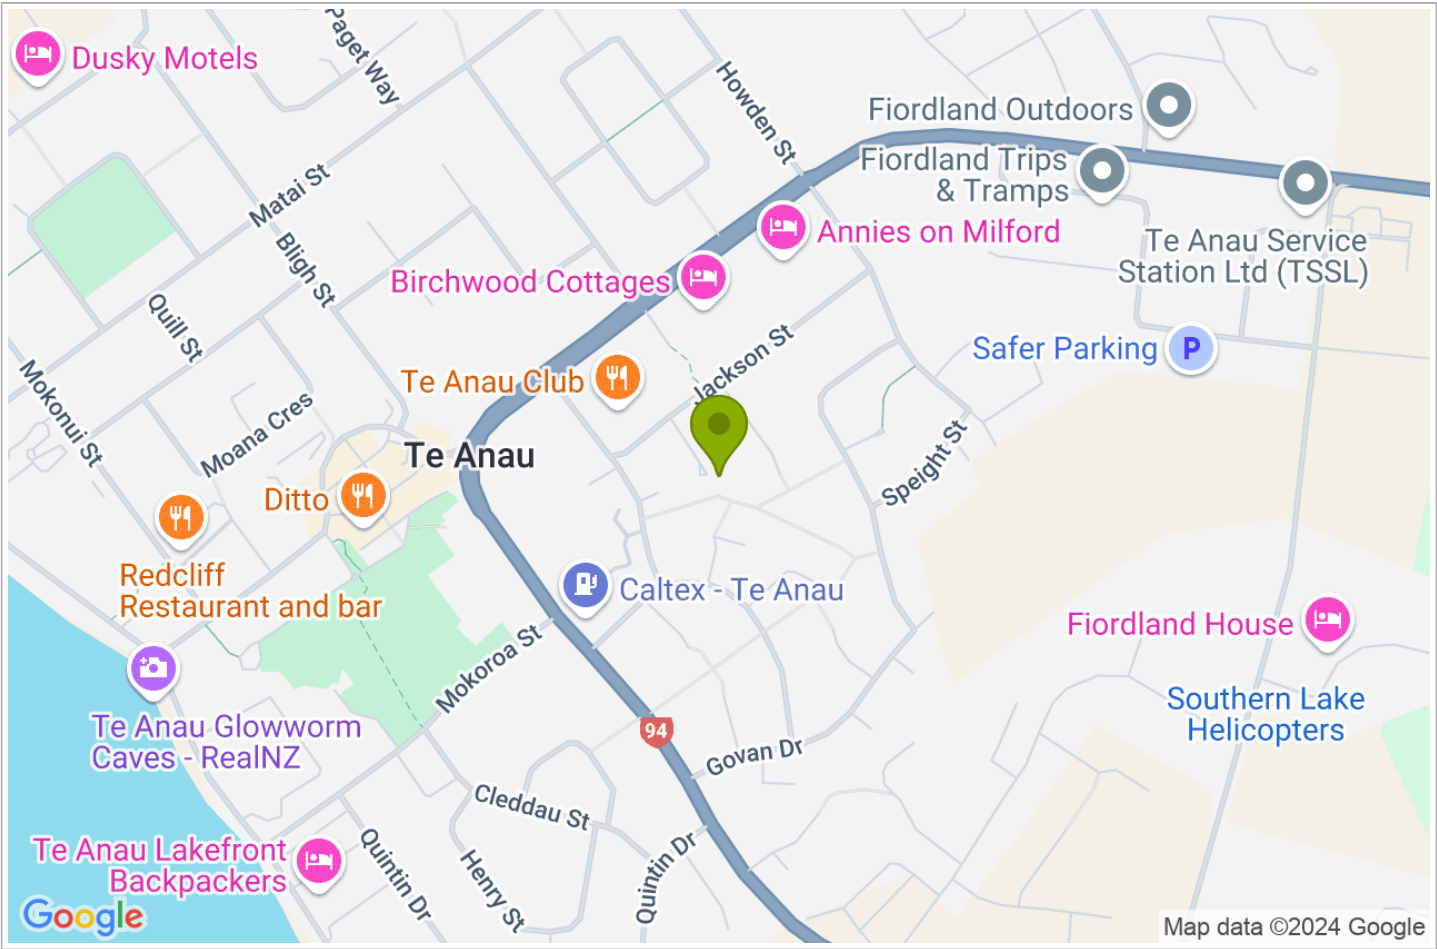 Dusky Motels
Paget Way
Howden St
Fiordland Outdoors
Fiordland Trips
& Tramps
Matai St
Annies on Milford
Te Anau Service
Station Ltd (TSSL)
Bligh St
Birchwood Cottages
Quill St
Safer Parking
P
Jackson St
Te Anau Club
Mokonui St
Moana Cres
Te Anau
Speight St
Ditto
Redcliff
Restaurant and bar
Caltex - Te Anau
Fiordland House
Mokoroa St
Southern Lake
Helicopters
Te Anau Glowworm
Caves - RealNZ
94
Govan Dr
Cleddau St
Te Anau Lakefront
Backpackers
Quintin Dr
Henry St
Quintin Dr
Google
Map data ©2024 Google